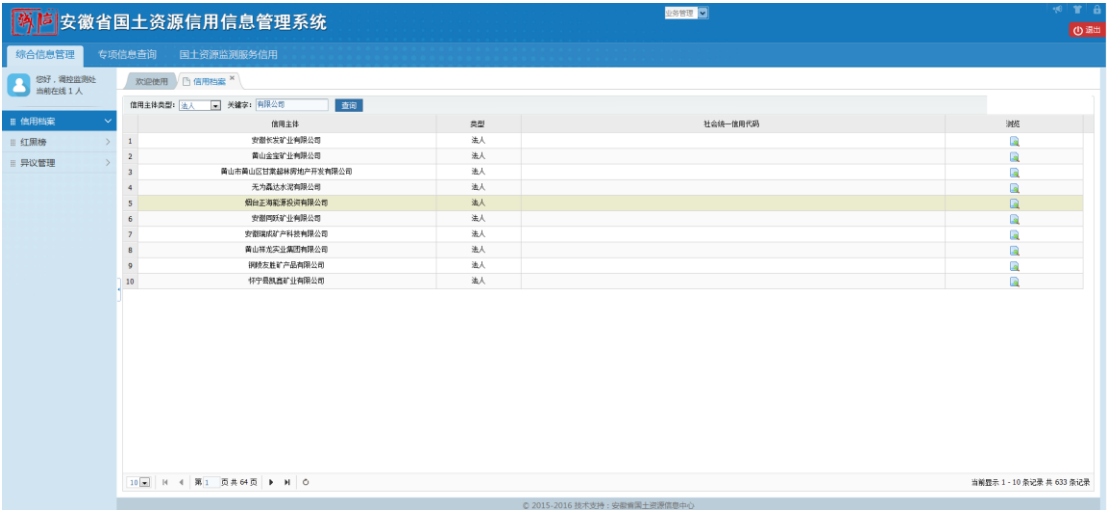 安徽省国土资源信用信息管理系统
业务管理
退出
综合信息管理 专项信息查询 国土资源监测服务信用
您好，调控监测处
当前在线 1 人
欢迎使用 信用档案 ×
信用主体类型: 法人 关键字: 有限公司 查询
信用档案
红黑榜
异议管理
信用主体 类型 社会统一信用代码 浏览
1 安徽长发矿业有限公司 法人
2 黄山金宝矿业有限公司 法人
3 黄山市黄山区甘棠超林房地产开发有限公司 法人
4 无为磊达水泥有限公司 法人
5 烟台正海能源投资有限公司 法人
6 安徽同跃矿业有限公司 法人
7 安徽瑞成矿产科技有限公司 法人
8 黄山祥龙实业集团有限公司 法人
9 铜陵友胜矿产品有限公司 法人
10 怀宁县凯鑫矿业有限公司 法人
10 第 1 页 共 64 页 当前显示 1 - 10 条记录 共 633 条记录
© 2015-2016 技术支持：安徽省国土资源信息中心